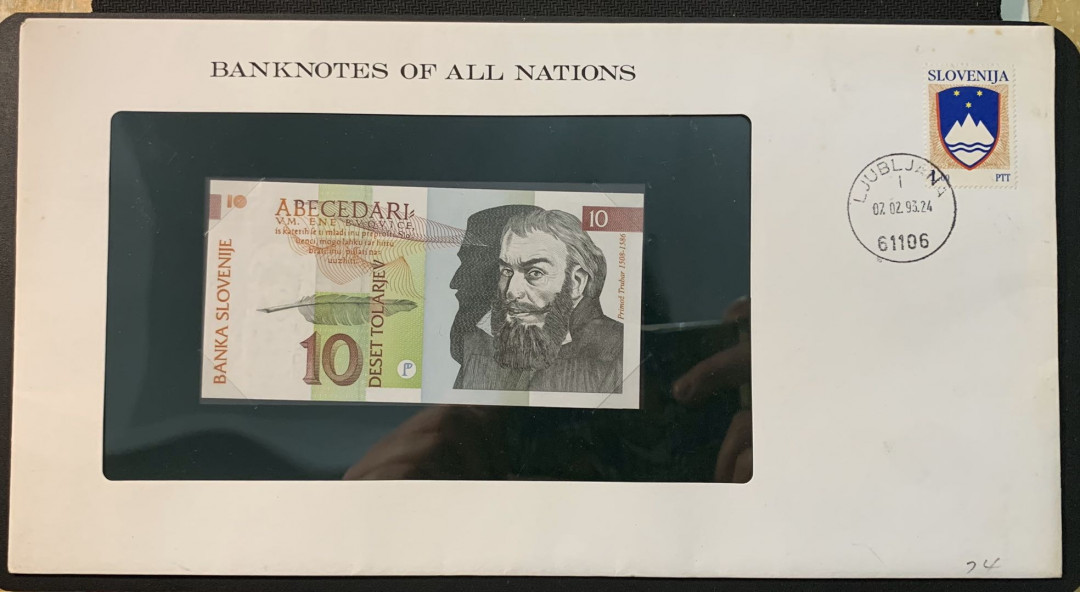 BANKNOTES OF ALL NATIONS
SLOVENIJA
PTT
LJUBLJANA
1
02.02.93.24
61106
10
ABECEDARI:
10
BANKA SLOVENIJE
10
DESET TOLARJEV
Primož Trubar 1508-1586
24